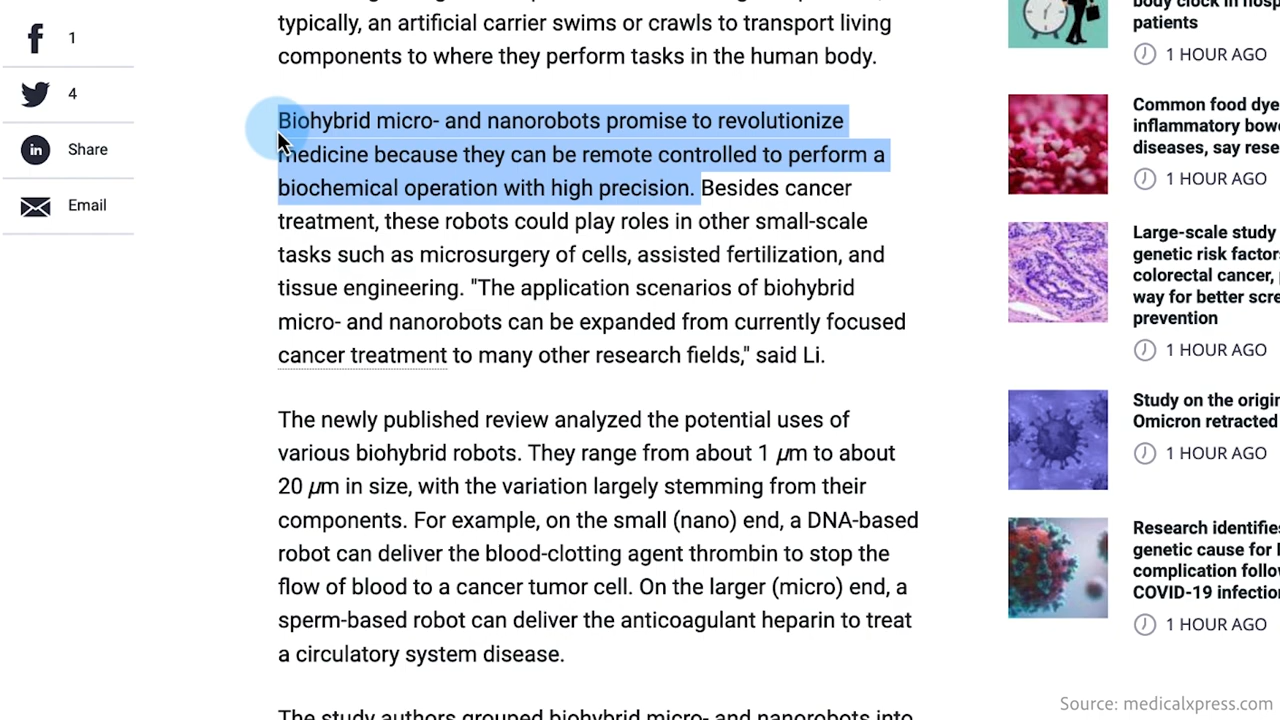 typically, an artificial carrier swims or crawls to transport living
components to where they perform tasks in the human body.
Biohybrid micro- and nanorobots promise to revolutionize
medicine because they can be remote controlled to perform a
biochemical operation with high precision. Besides cancer
treatment, these robots could play roles in other small-scale
tasks such as microsurgery of cells, assisted fertilization, and
tissue engineering. "The application scenarios of biohybrid
micro- and nanorobots can be expanded from currently focused
cancer treatment to many other research fields," said Li.
The newly published review analyzed the potential uses of
various biohybrid robots. They range from about 1 μm to about
20 μm in size, with the variation largely stemming from their
components. For example, on the small (nano) end, a DNA-based
robot can deliver the blood-clotting agent thrombin to stop the
flow of blood to a cancer tumor cell. On the larger (micro) end, a
sperm-based robot can deliver the anticoagulant heparin to treat
a circulatory system disease.
The study authors grouped biohybrid micro- and nanorobots into
1
4
in Share
Email
body clock in
patients
1 HOUR AGO
Common food dye
inflammatory
diseases, say
1 HOUR AGO
Large-scale study
genetic risk
colorectal cancer,
way for better
prevention
1 HOUR AGO
Study on the
Omicron retracted
1 HOUR AGO
Research
genetic cause for
complication
COVID-19
1 HOUR AGO
Source: medicalxpress.com